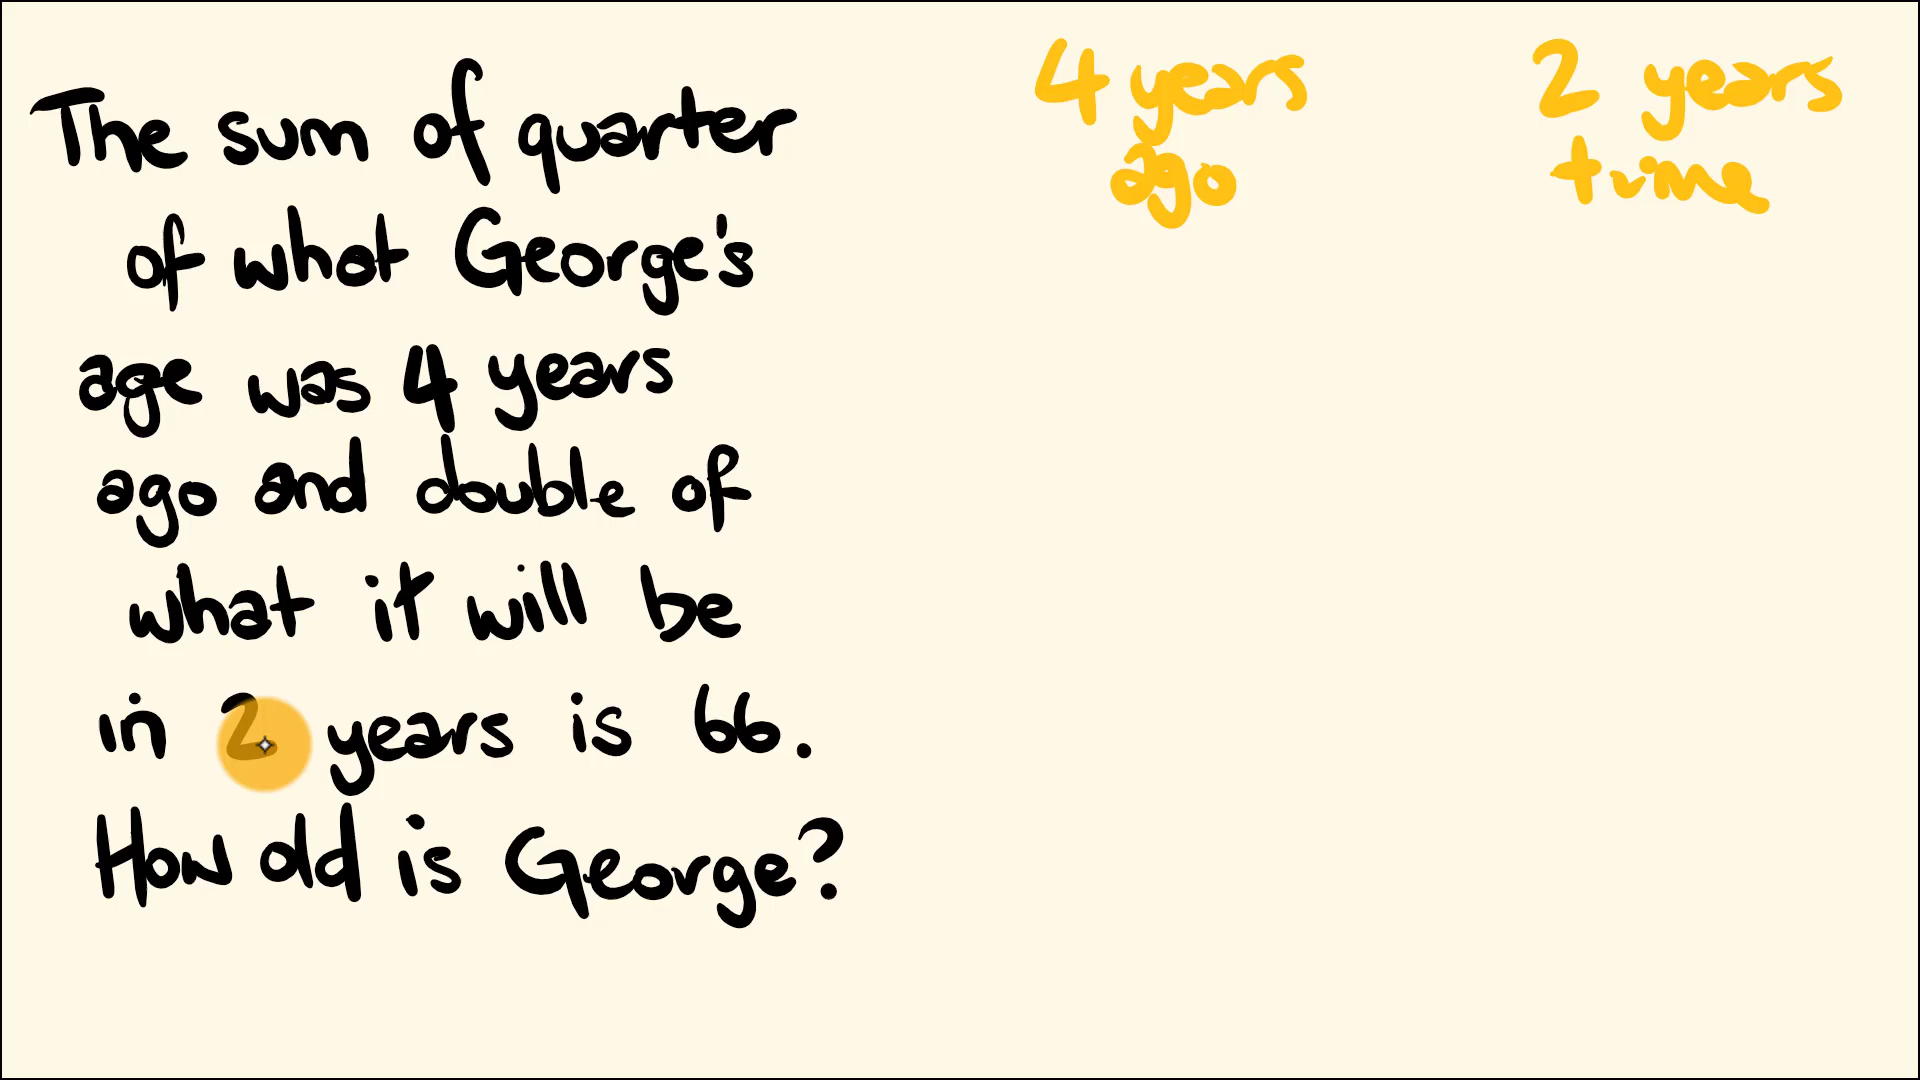 The sum of quarter
of what George's
age was 4 years
ago and double of
what it will be
in 2 years is 66.
How old is George?
4 years
ago
2 years
time